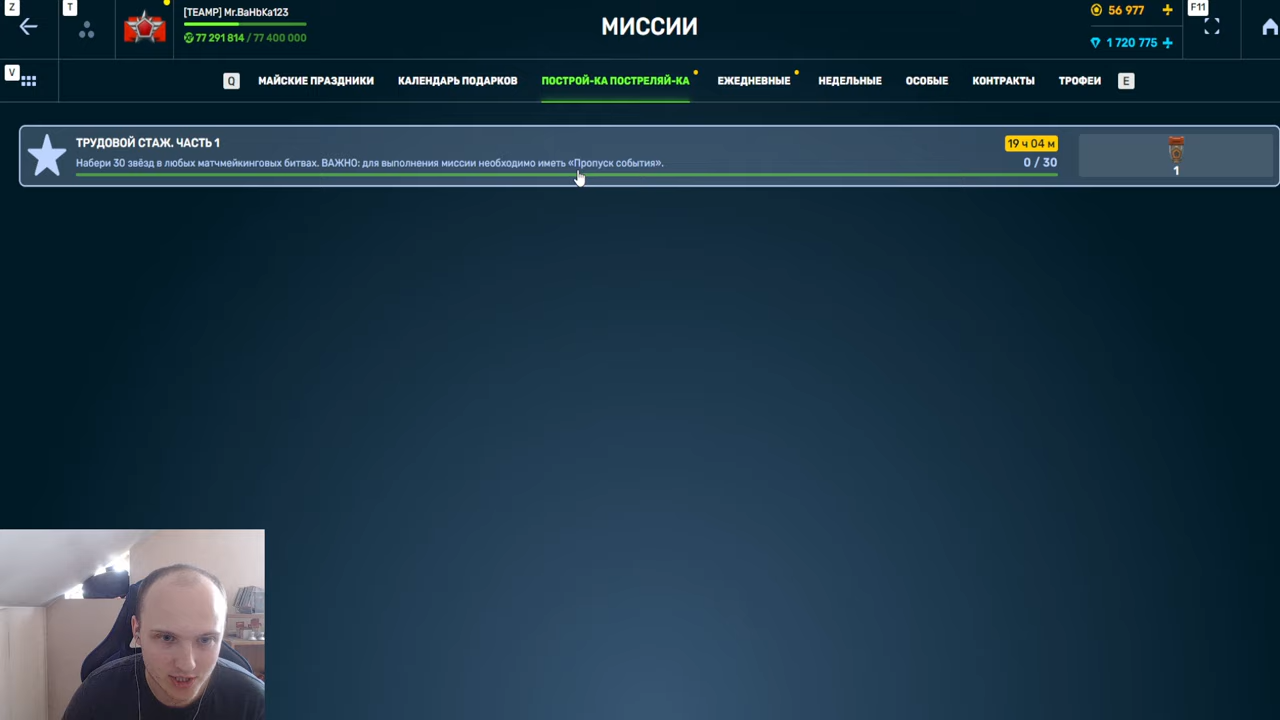 Z
T
[TEAMP] Mr.BaHbKa123
77 291 814 / 77 400 000
МИССИИ
56 977
1 720 775
F11
V
Q
МАЙСКИЕ ПРАЗДНИКИ
КАЛЕНДАРЬ ПОДАРКОВ
ПОСТРОЙ-КА ПОСТРЕЛЯЙ-КА
ЕЖЕДНЕВНЫЕ
НЕДЕЛЬНЫЕ
ОСОБЫЕ
КОНТРАКТЫ
ТРОФЕИ
E
ТРУДОВОЙ СТАЖ. ЧАСТЬ 1
Набери 30 звёзд в любых матчмейкинговых битвах. ВАЖНО: для выполнения миссии необходимо иметь «Пропуск события».
19 ч 04 м
0 / 30
1